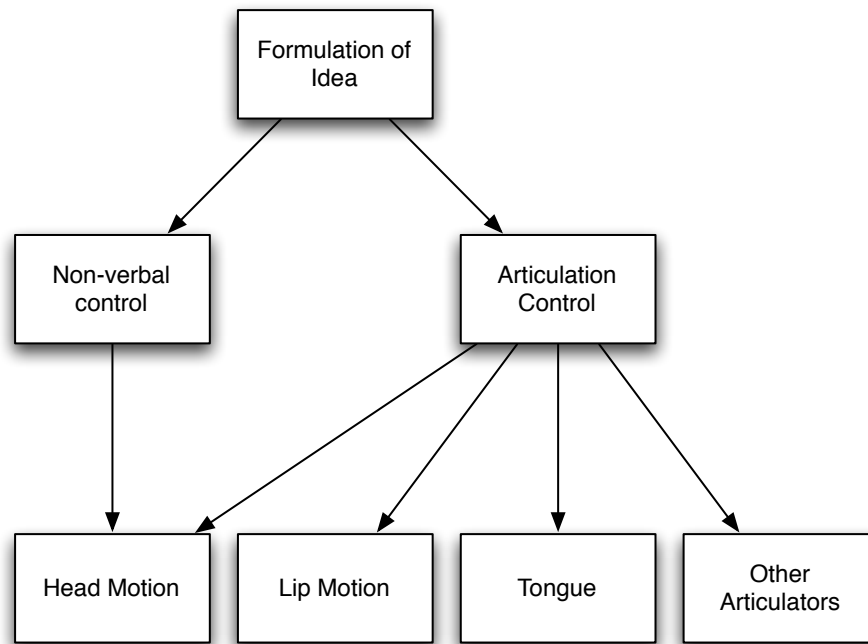 Formulation of
Idea
Non-verbal
control
Articulation
Control
Head Motion
Lip Motion
Tongue
Other
Articulators